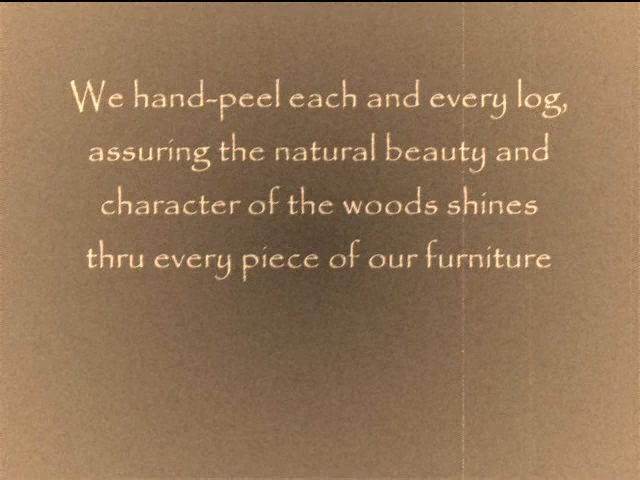 We hand-peel each and every log,
assuring the natural beauty and
character of the woods shines
thru every piece of our furniture